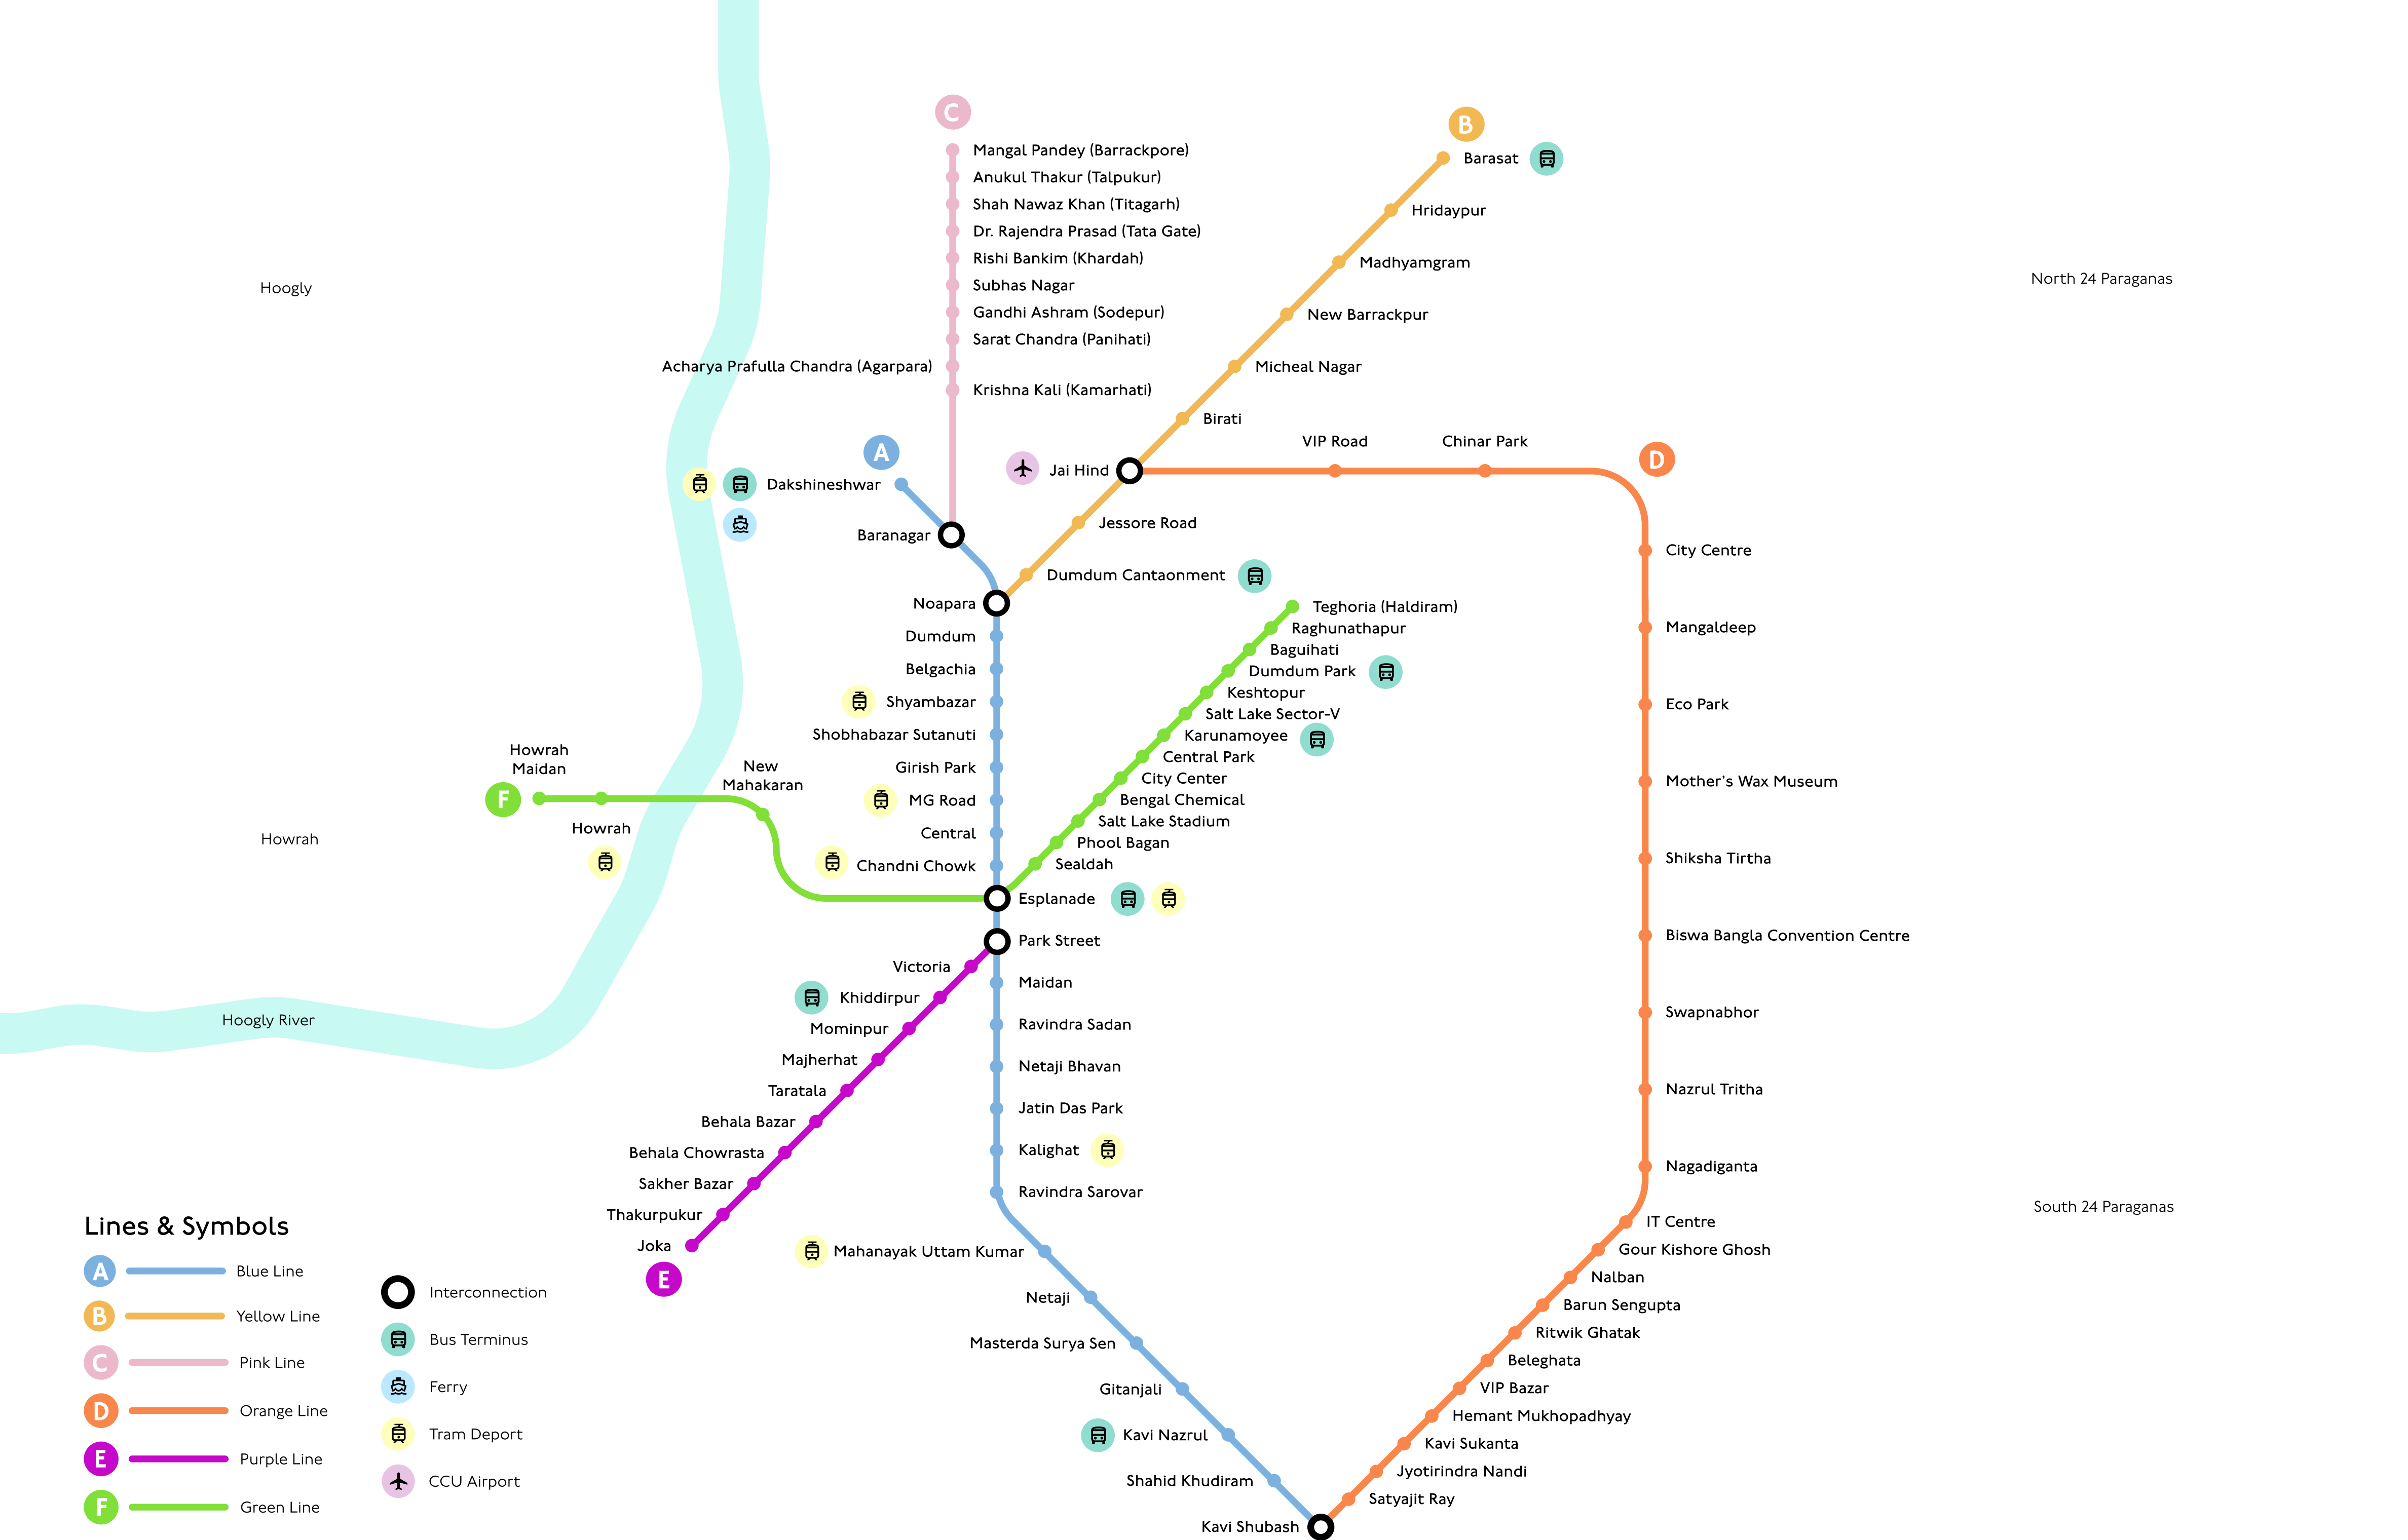 C
Mangal Pandey (Barrackpore)
Anukul Thakur (Talpukur)
Shah Nawaz Khan (Titagarh)
Dr. Rajendra Prasad (Tata Gate)
Rishi Bankim (Khardah)
Subhas Nagar
Gandhi Ashram (Sodepur)
Sarat Chandra (Panihati)
Acharya Prafulla Chandra (Agarpara)
Krishna Kali (Kamarhati)
B
Barasat
Hridaypur
Madhyamgram
New Barrackpur
Micheal Nagar
Birati
Jai Hind
Jessore Road
Dumdum Cantaonment
Hoogly
North 24 Paraganas
A
Dakshineshwar
Baranagar
Noapara
Dumdum
Belgachia
Shyambazar
Shobhabazar Sutanuti
Girish Park
MG Road
Central
Chandni Chowk
Esplanade
Park Street
Maidan
Ravindra Sadan
Netaji Bhavan
Jatin Das Park
Kalighat
Ravindra Sarovar
Mahanayak Uttam Kumar
Netaji
Masterda Surya Sen
Gitanjali
Kavi Nazrul
Shahid Khudiram
Kavi Shubash
VIP Road
Chinar Park
D
City Centre
Mangaldeep
Eco Park
Mother's Wax Museum
Shiksha Tirtha
Biswa Bangla Convention Centre
Swapnabhor
Nazrul Tritha
Nagadiganta
IT Centre
Gour Kishore Ghosh
Nalban
Barun Sengupta
Ritwik Ghatak
Beleghata
VIP Bazar
Hemant Mukhopadhyay
Kavi Sukanta
Jyotirindra Nandi
Satyajit Ray
Teghoria (Haldiram)
Raghunathapur
Baguihati
Dumdum Park
Keshtopur
Salt Lake Sector-V
Karunamoyee
Central Park
City Center
Bengal Chemical
Salt Lake Stadium
Phool Bagan
Sealdah
F
Howrah
Maidan
Howrah
New
Mahakaran
Howrah
Hoogly River
Victoria
Khiddirpur
Mominpur
Majherhat
Taratala
Behala Bazar
Behala Chowrasta
Sakher Bazar
Thakurpukur
Joka
E
South 24 Paraganas
Lines & Symbols
A Blue Line
B Yellow Line
C Pink Line
D Orange Line
E Purple Line
F Green Line
Interconnection
Bus Terminus
Ferry
Tram Deport
CCU Airport